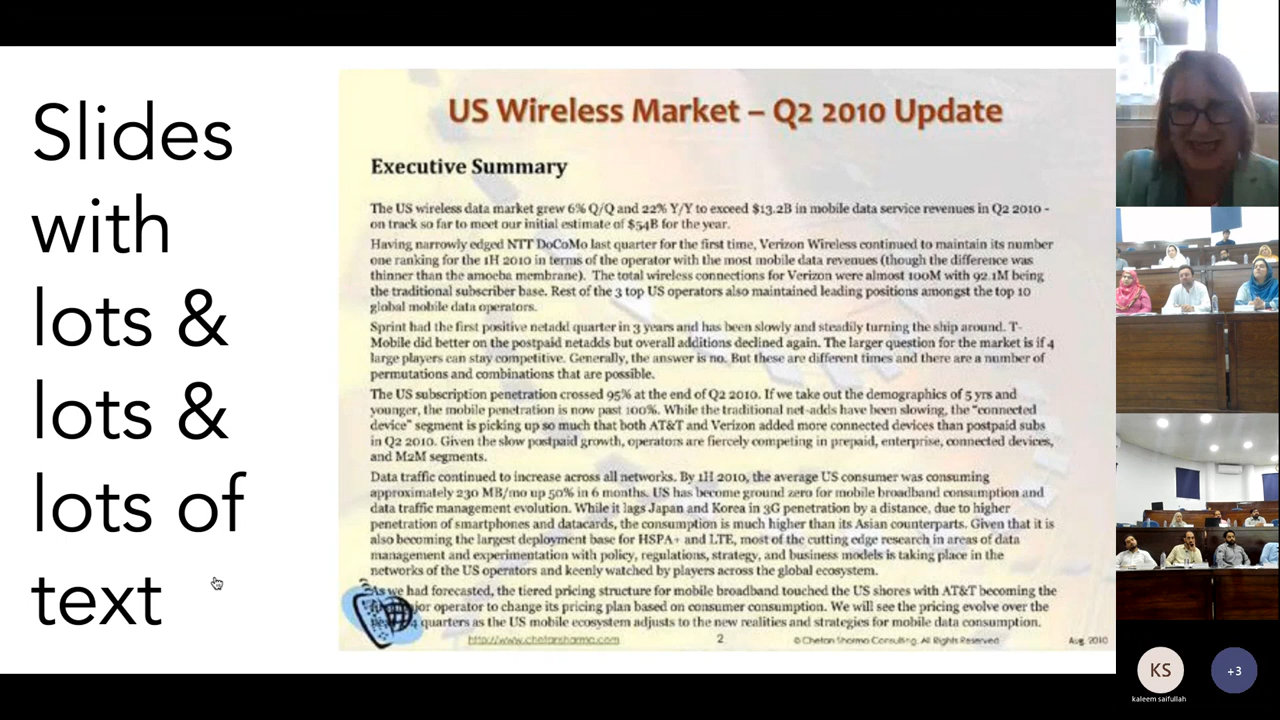 Slides
with
lots &
lots &
lots of
text
US Wireless Market – Q2 2010 Update
Executive Summary
The US wireless data market grew 6% Q/Q and 22% Y/Y to exceed $13.2B in mobile data service revenues in Q2 2010 -
on track so far to meet our initial estimate of $54B for the year.
Having narrowly edged NTT DoCoMo last quarter for the first time, Verizon Wireless continued to maintain its number
one ranking for the 1H 2010 in terms of the operator with the most mobile data revenues (though the difference was
thinner than the amoeba membrane). The total wireless connections for Verizon were almost 100M with 92.1M being
the traditional subscriber base. Rest of the 3 top US operators also maintained leading positions amongst the top 10
global mobile data operators.
Sprint had the first positive netadd quarter in 3 years and has been slowly and steadily turning the ship around. T-
Mobile did better on the postpaid netadds but overall additions declined again. The larger question for the market is if 4
large players can stay competitive. Generally, the answer is no. But these are different times and there are a number of
permutations and combinations that are possible.
The US subscription penetration crossed 95% at the end of Q2 2010. If we take out the demographics of 5 yrs and
younger, the mobile penetration is now past 100%. While the traditional net-adds have been slowing, the "connected
device" segment is picking up so much that both AT&T and Verizon added more connected devices than postpaid subs
in Q2 2010. Given the slow postpaid growth, operators are fiercely competing in prepaid, enterprise, connected devices,
and M2M segments.
Data traffic continued to increase across all networks. By 1H 2010, the average US consumer was consuming
approximately 230 MB/mo up 50% in 6 months. US has become ground zero for mobile broadband consumption and
data traffic management evolution. While it lags Japan and Korea in 3G penetration by a distance, due to higher
penetration of smartphones and datacards, the consumption is much higher than its Asian counterparts. Given that it is
also becoming the largest deployment base for HSPA+ and LTE, most of the cutting edge research in areas of data
management and experimentation with policy, regulations, strategy, and business models is taking place in the
networks of the US operators and keenly watched by players across the global ecosystem.
As we had forecasted, the tiered pricing structure for mobile broadband touched the US shores with AT&T becoming the
operator to change its pricing plan based on consumer consumption. We will see the pricing evolve over the
quarters as the US mobile ecosystem adjusts to the new realities and strategies for mobile data consumption.
http://www.chetansharma.com
2
© Chetan Sharma Consulting, All Rights Reserved
Aug, 2010
KS
+3
kaleem saifullah